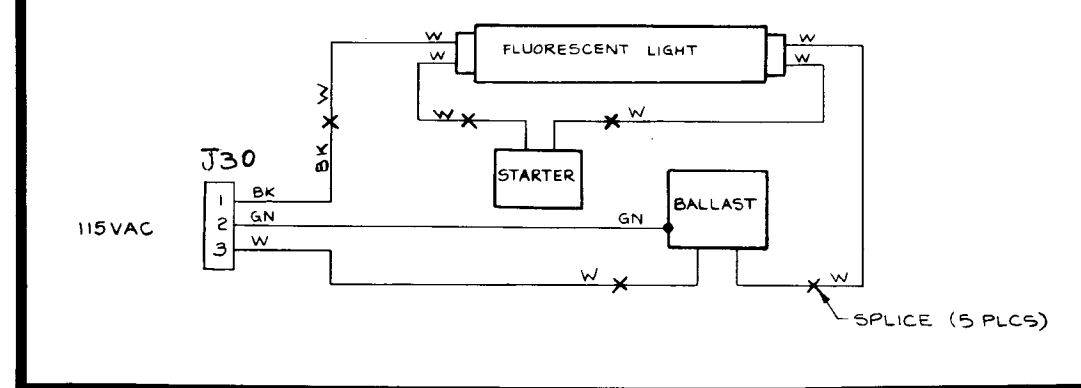 W
W
FLUORESCENT LIGHT
W
W
W
BK
W
W
STARTER
J30
115VAC
1
2
3
BK
GN
W
GN
BALLAST
W
W
SPLICE (5 PLCS)